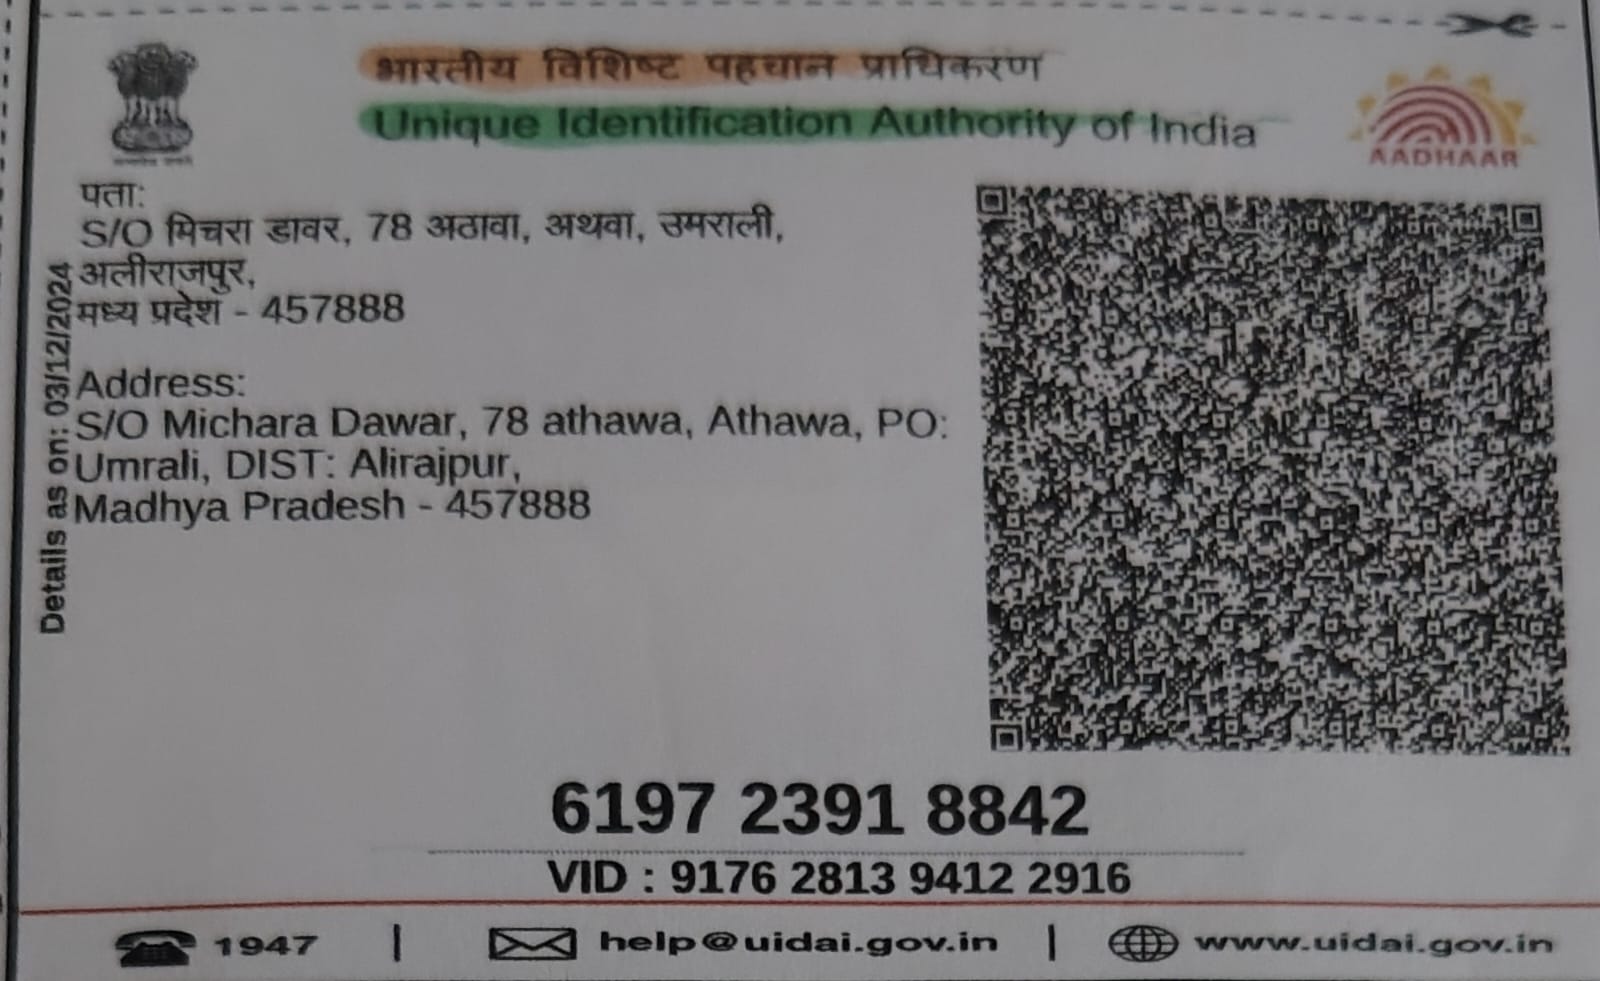 भारतीय विशिष्ट पहचान प्राधिकरण
Unique Identification Authority of India
AADHAAR
पता:
S/O मिचरा डावर, 78 अठावा, अथवा, उमराली,
अलीराजपुर,
मध्य प्रदेश - 457888
Address:
S/O Michara Dawar, 78 athawa, Athawa, PO:
Umrali, DIST: Alirajpur,
Madhya Pradesh - 457888
Details as on: 03/12/2024
6197 2391 8842
VID : 9176 2813 9412 2916
1947 | help@uidai.gov.in | www.uidai.gov.in